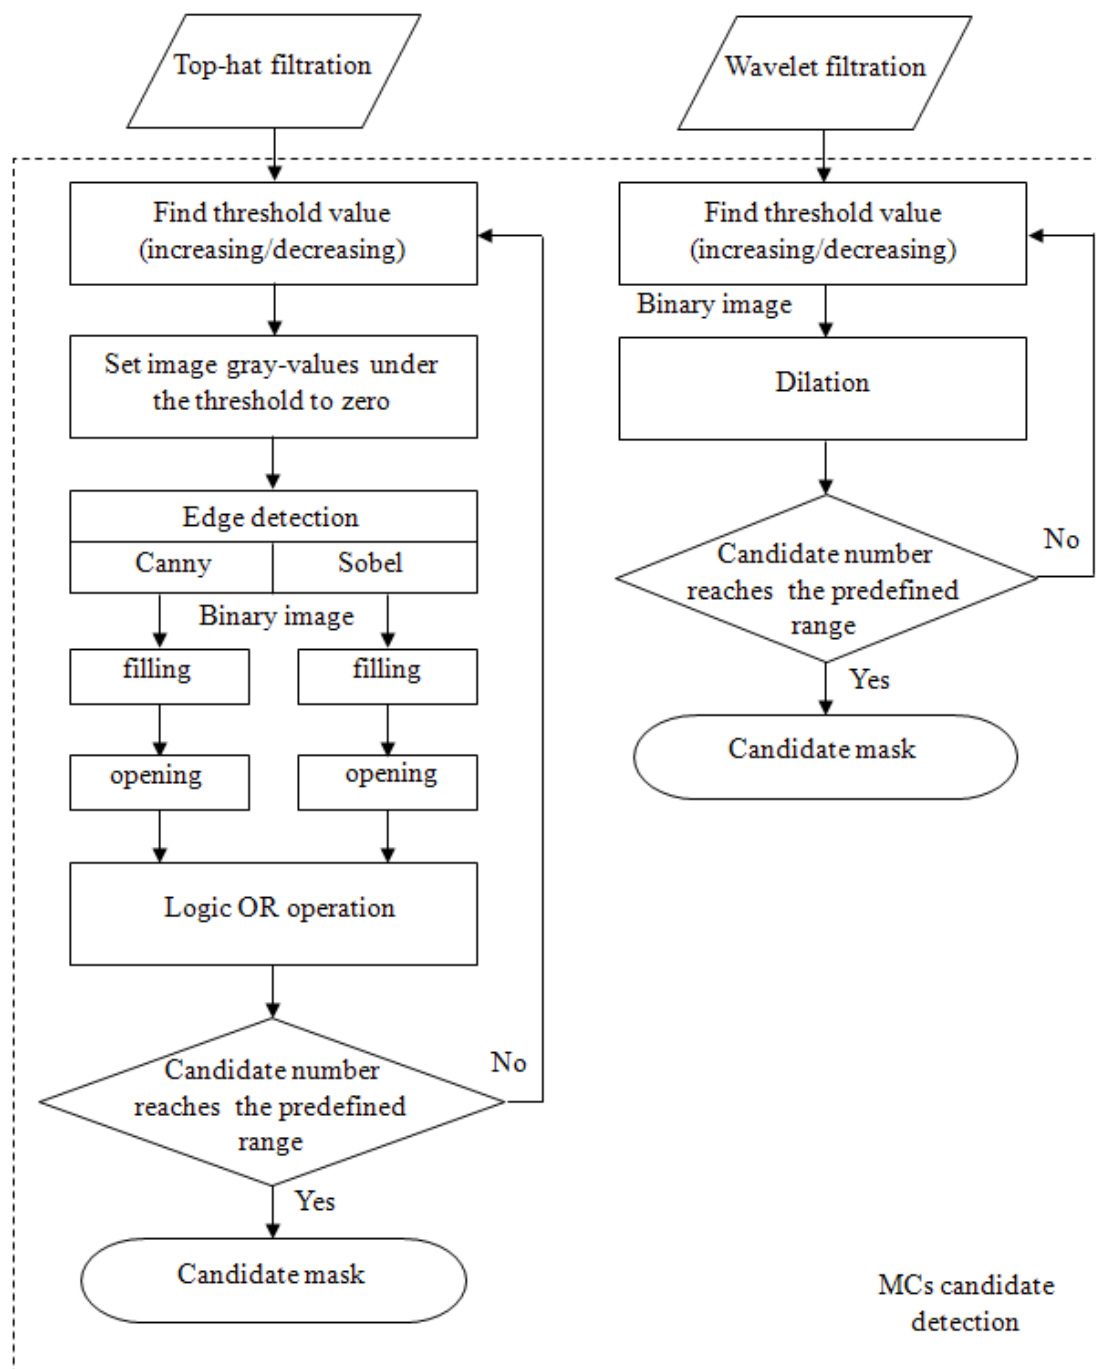 Top-hat filtration
Find threshold value
(increasing/decreasing)
Set image gray-values under
the threshold to zero
Edge detection
Canny
Sobel
Binary image
filling
filling
opening
opening
Logic OR operation
Candidate number
reaches the predefined
range
No
Yes
Candidate mask
Wavelet filtration
Find threshold value
(increasing/decreasing)
Binary image
Dilation
Candidate number
reaches the predefined
range
No
Yes
Candidate mask
MCs candidate
detection